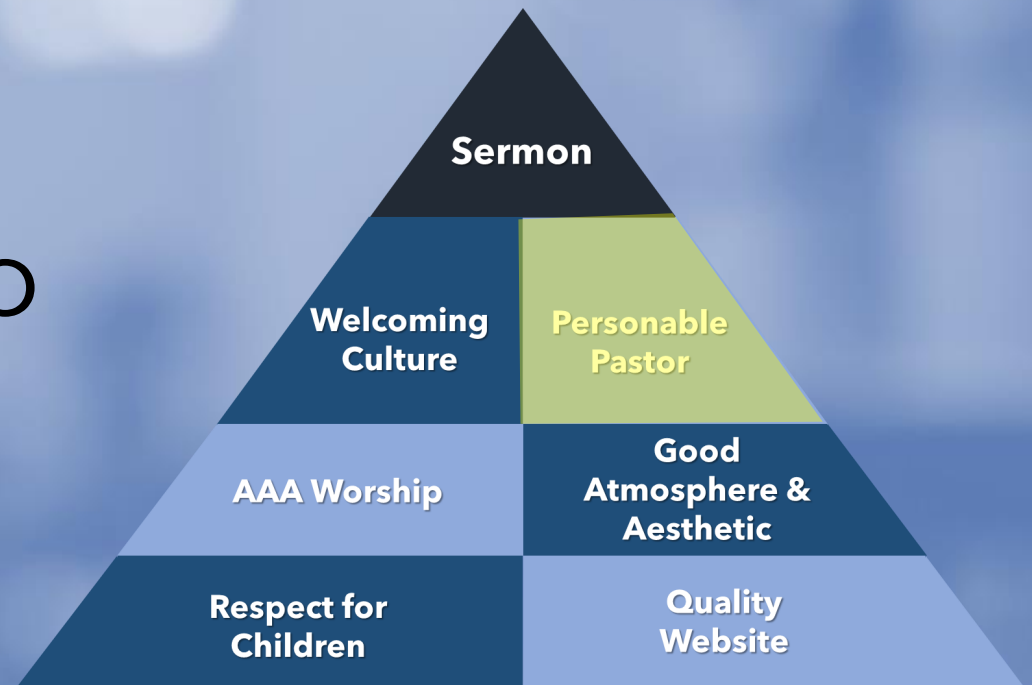 Sermon
o
Welcoming
Culture
Personable
Pastor
AAA Worship
Good
Atmosphere &
Aesthetic
Respect for
Children
Quality
Website